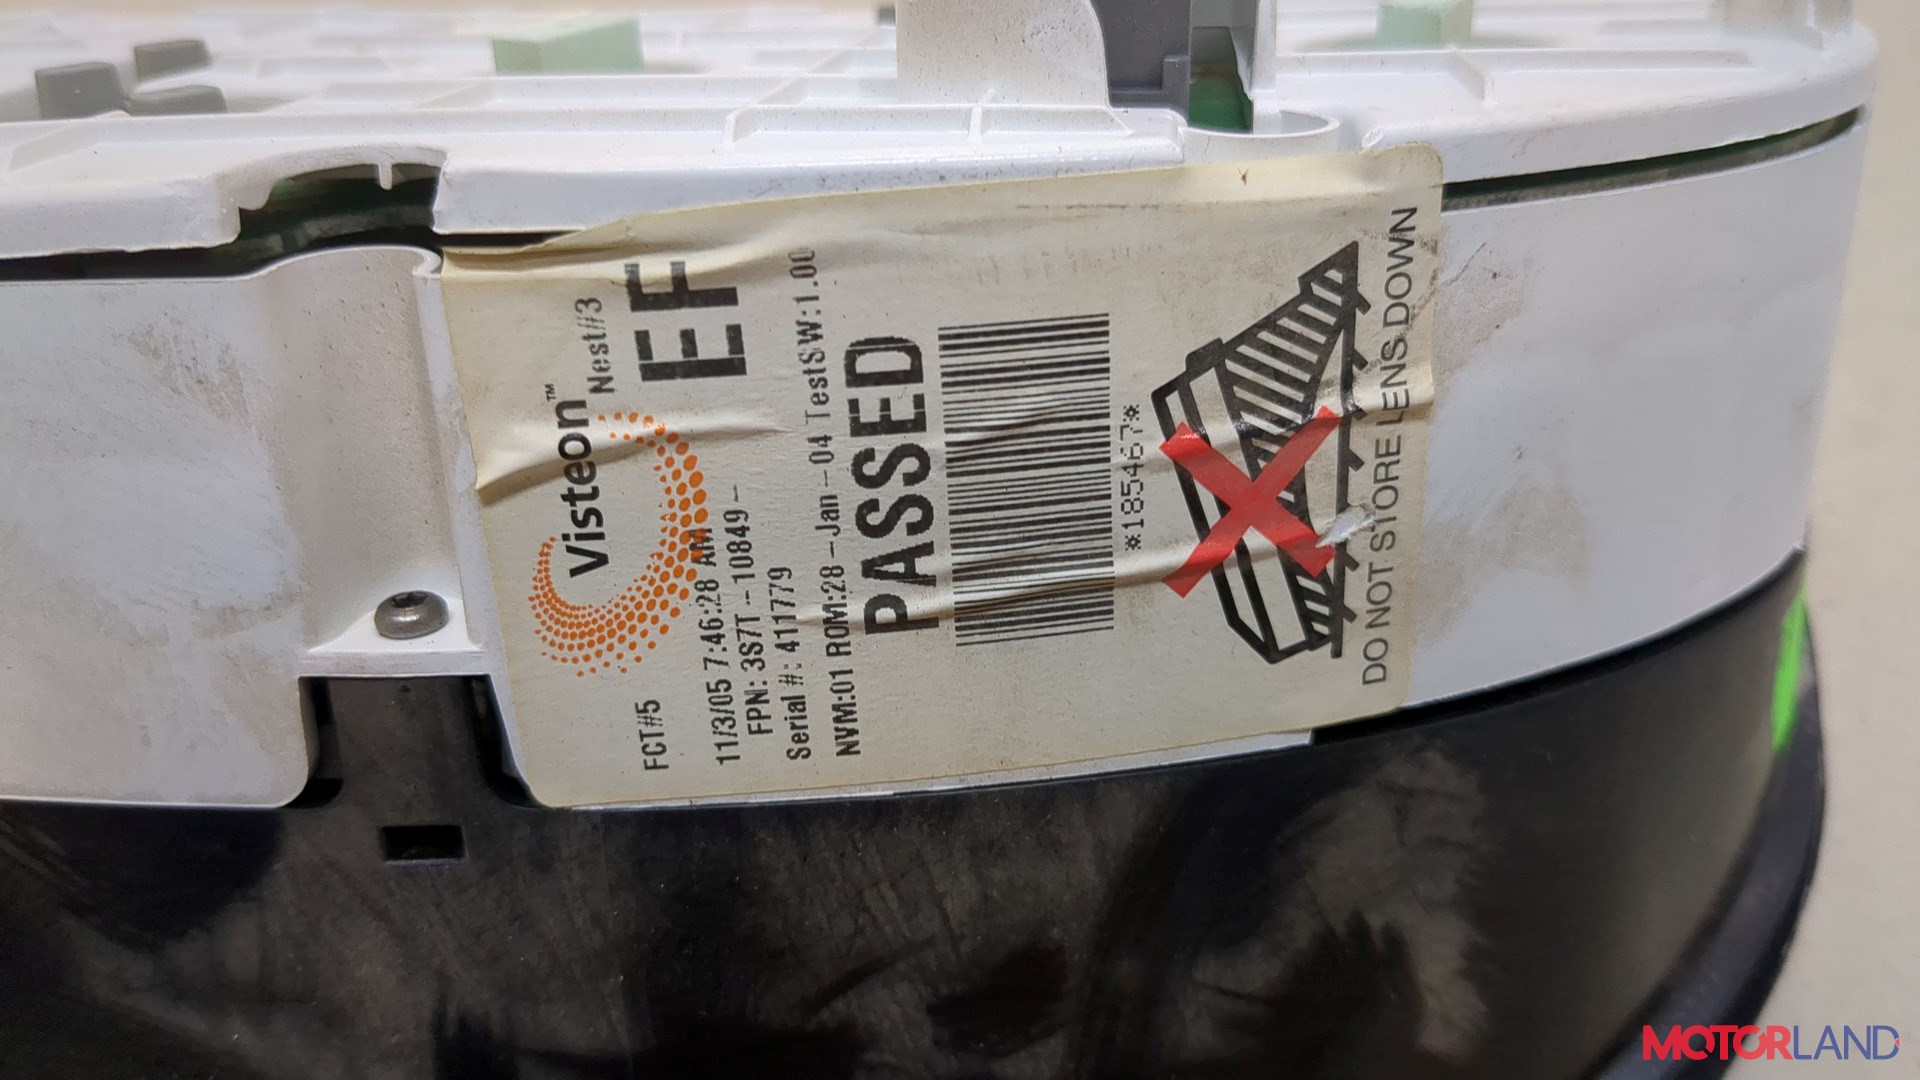 Visteon™
FCT#5 Nest#3
EF
11/3/05 7:46:28 AM
FPN: 3S7T-10849-
Serial #: 4111779
NVM:01 ROM:28-Jan-04 TestSW:1.00
PASSED
*185467*
DO NOT STORE LENS DOWN
MOTORLAND